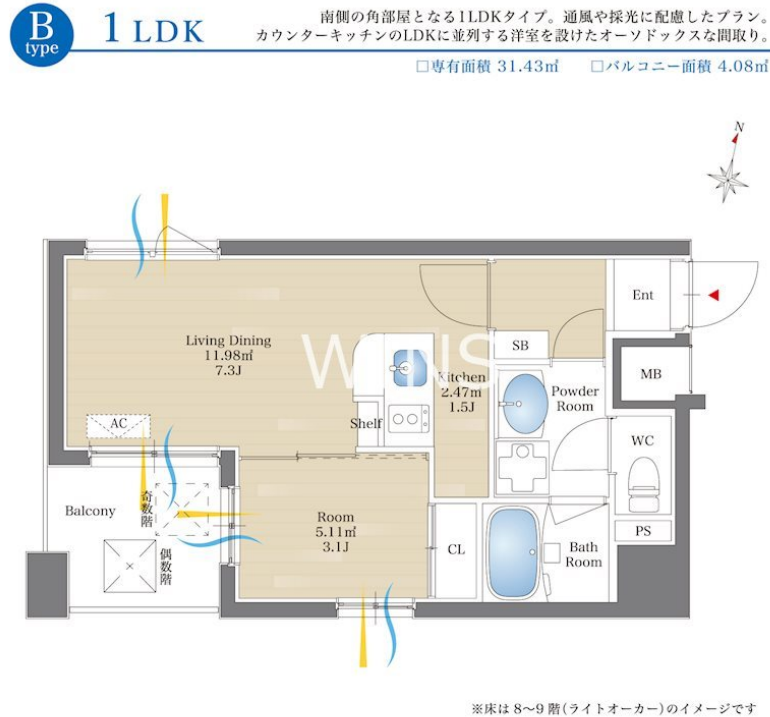 B
type
1 LDK
南側の角部屋となる1LDKタイプ。通風や採光に配慮したプラン。
カウンターキッチンのLDKに並列する洋室を設けたオーソドックスな間取り。
□専有面積 31.43㎡ □バルコニー面積 4.08㎡
N
Ent
Living Dining
11.98㎡
7.3J
WINS
SB
MB
Kitchen
2.47㎡
1.5J
Powder
Room
AC
Shelf
WC
Balcony
奇数階
偶数階
Room
5.11㎡
3.1J
CL
Bath
Room
PS
※床は8〜9階(ライトオーカー)のイメージです